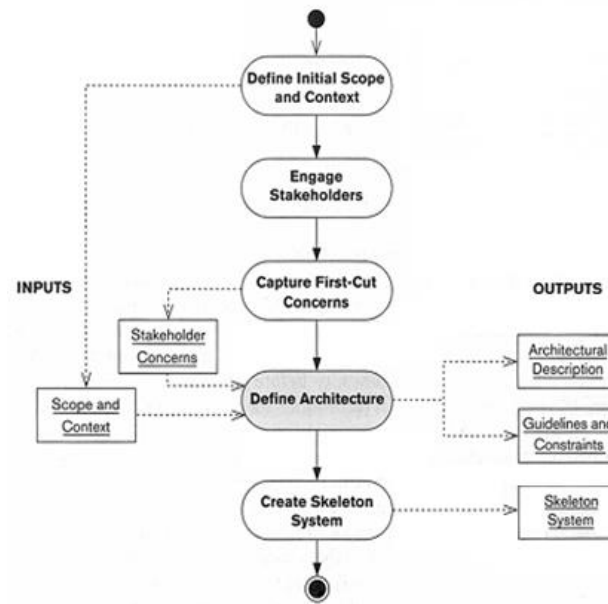 Define Initial Scope
and Context
Engage
Stakeholders
Capture First-Cut
Concerns
INPUTS
OUTPUTS
Stakeholder
Concerns
Architectural
Description
Define Architecture
Scope and
Context
Guidelines and
Constraints
Create Skeleton
System
Skeleton
System